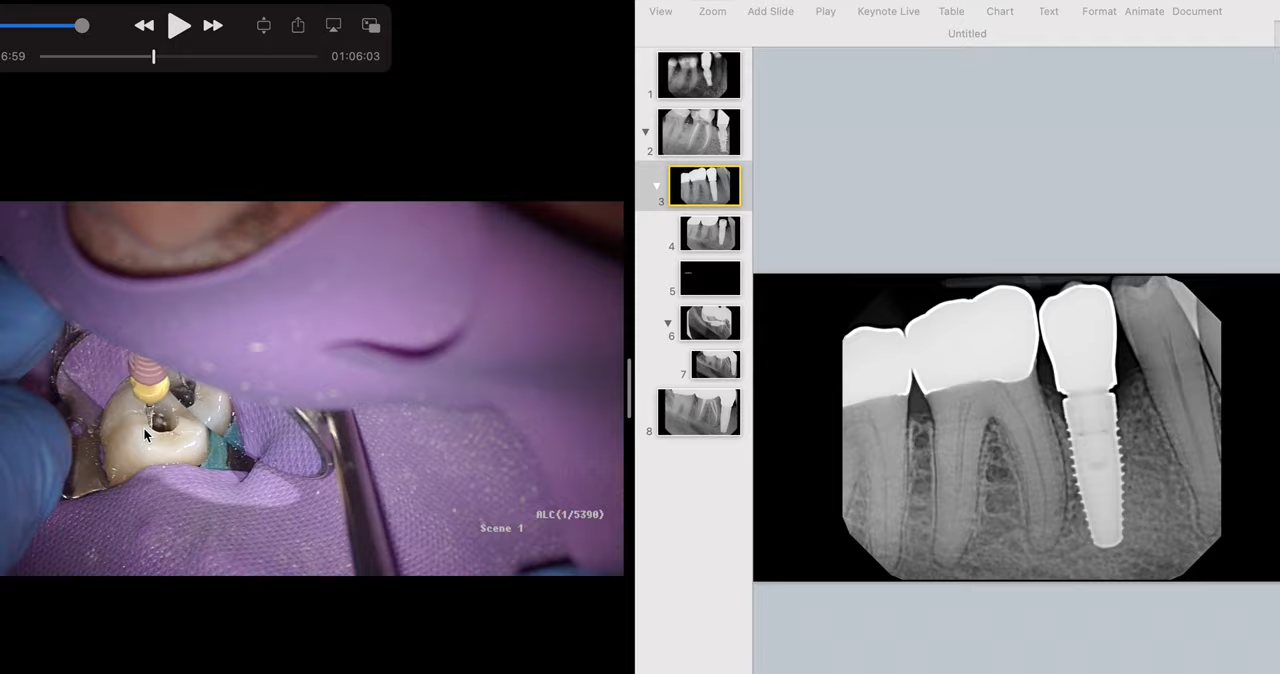 6:59
01:06:03
View Zoom Add Slide Play Keynote Live Table Chart Text Format Animate Document
Untitled
1
2
3
4
5
6
7
8
ALC(1/5390)
Scene 1